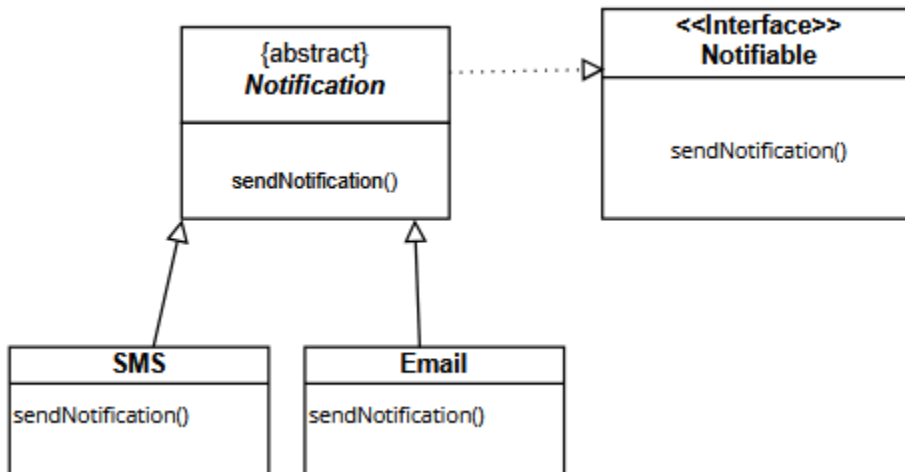 {abstract}
Notification
sendNotification()
<<Interface>>
Notifiable
sendNotification()
SMS
sendNotification()
Email
sendNotification()